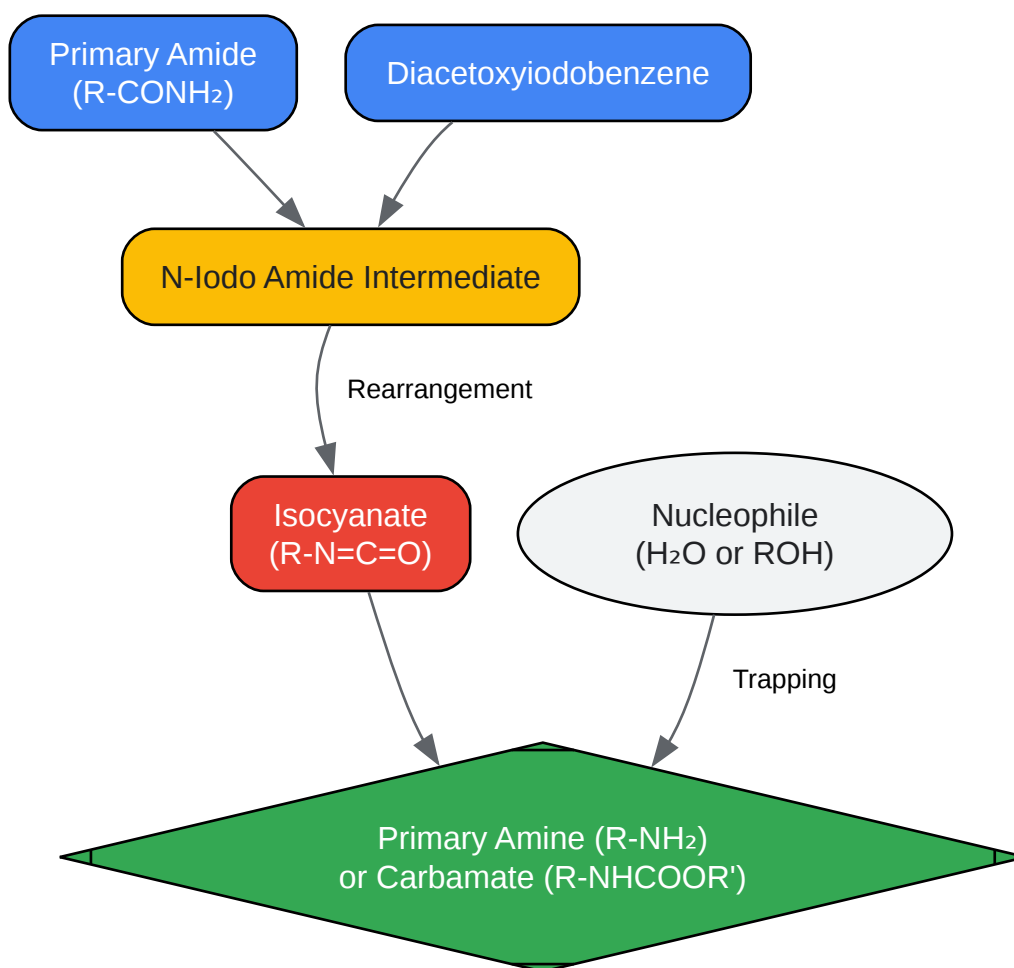 Primary Amide
(R-CONH₂)
Diacetoxyiodobenzene
N-Iodo Amide Intermediate
Rearrangement
Isocyanate
(R-N=C=O)
Nucleophile
(H₂O or ROH)
Trapping
Primary Amine (R-NH₂)
or Carbamate (R-NHCOOR')